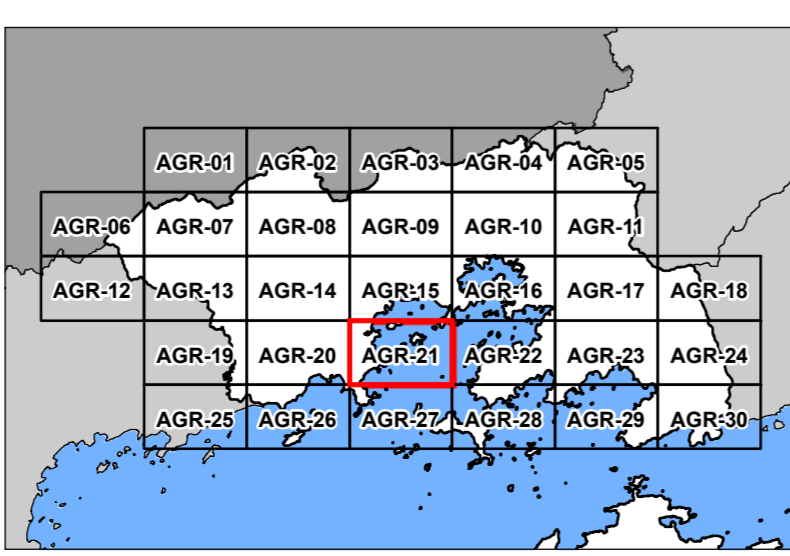 AGR-01 AGR-02 AGR-03 AGR-04 AGR-05
AGR-06 AGR-07 AGR-08 AGR-09 AGR-10 AGR-11
AGR-12 AGR-13 AGR-14 AGR-15 AGR-16 AGR-17 AGR-18
AGR-19 AGR-20 AGR-21 AGR-22 AGR-23 AGR-24
AGR-25 AGR-26 AGR-27 AGR-28 AGR-29 AGR-30